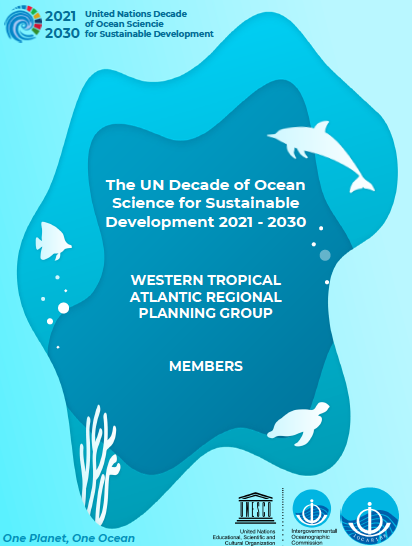 2021
2030
United Nations Decade
of Ocean Sciencie
for Sustainable Development
The UN Decade of Ocean
Science for Sustainable
Development 2021 - 2030
WESTERN TROPICAL
ATLANTIC REGIONAL
PLANNING GROUP
MEMBERS
United Nations
Educational, Scientific and
Cultural Organization
Intergovernmental
Oceanographic
Commission
IOCARIBE
One Planet, One Ocean